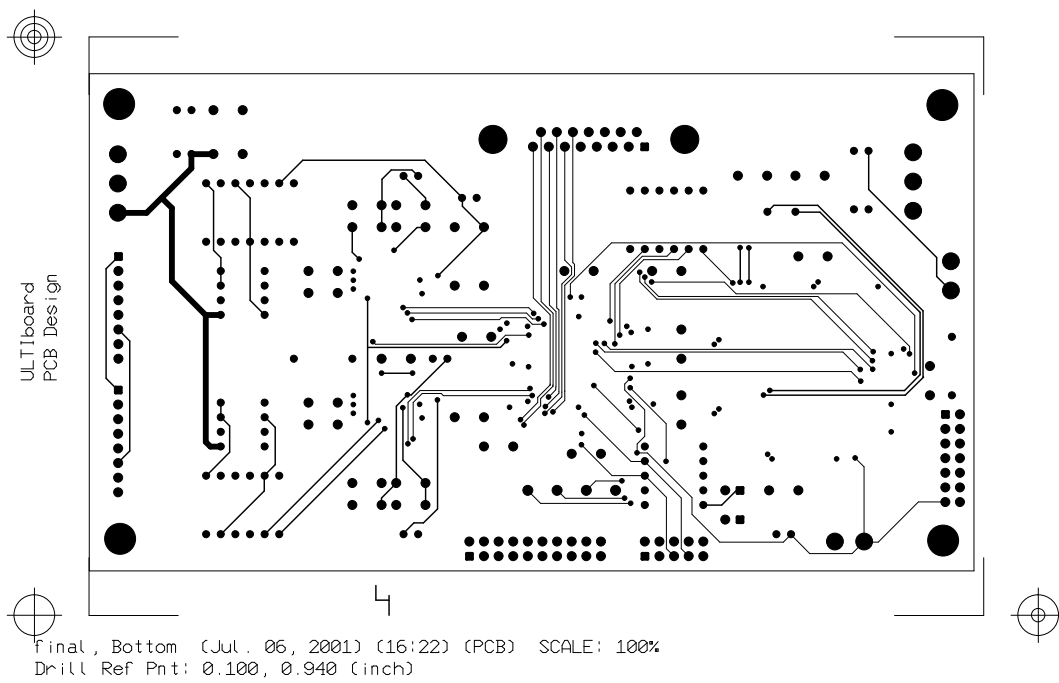 ULTIboard
PCB Design
4
final, Bottom (Jul. 06, 2001) (16:22) (PCB) SCALE: 100%
Drill Ref Pnt: 0.100, 0.940 (inch)